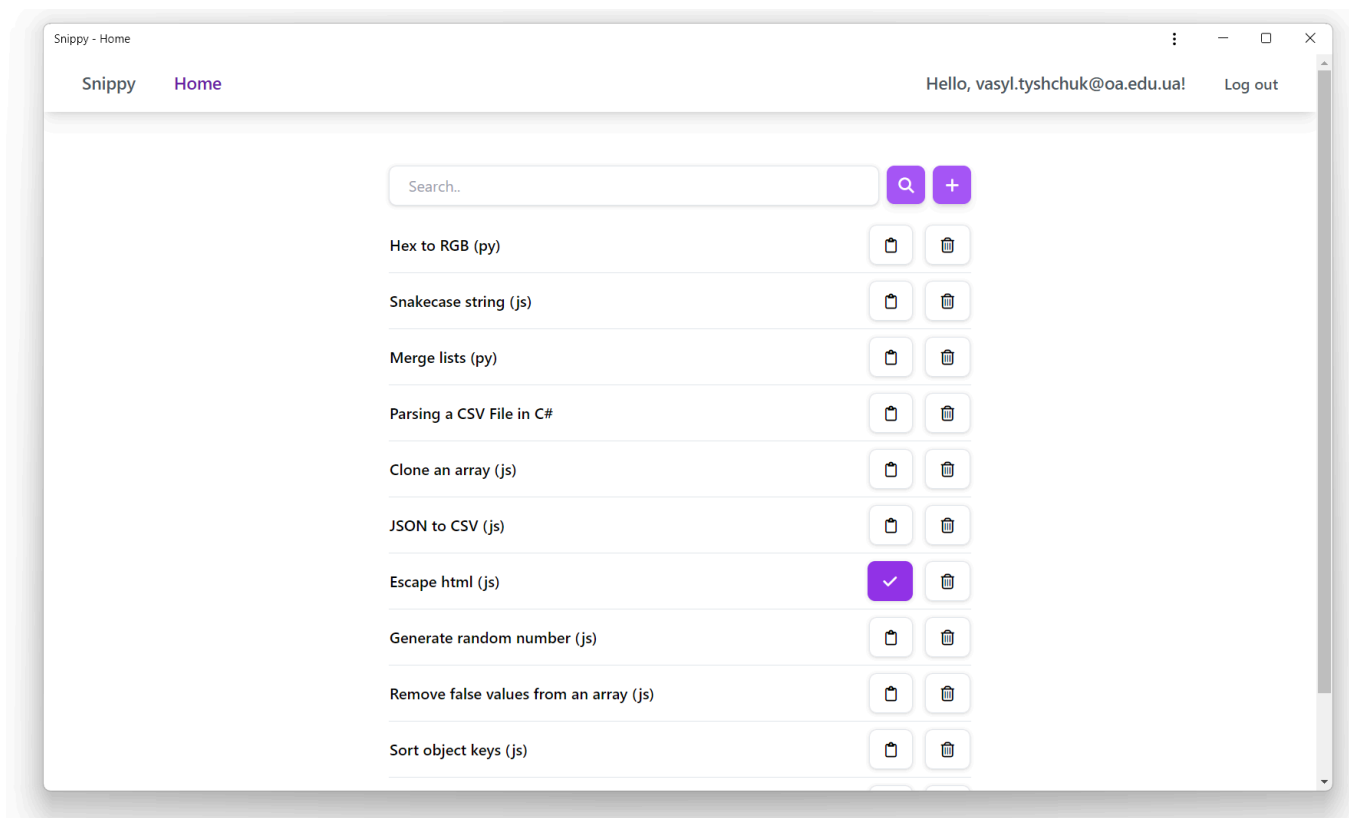 Snippy - Home
Snippy Home Hello, vasyl.tyshchuk@oa.edu.ua! Log out
Search..
Hex to RGB (py)
Snakecase string (js)
Merge lists (py)
Parsing a CSV File in C#
Clone an array (js)
JSON to CSV (js)
Escape html (js)
Generate random number (js)
Remove false values from an array (js)
Sort object keys (js)